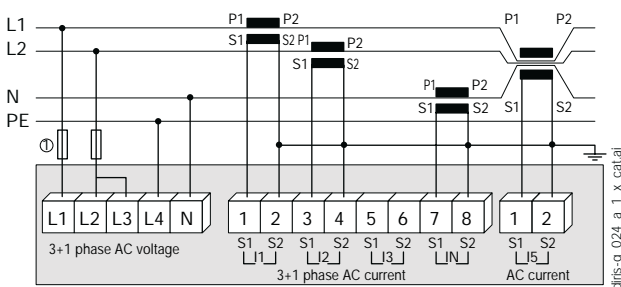 L1 P1 P2 P1 P2
L2 S1 S2 P1 P2
S1 S2
N P1 P2
PE S1 S2 S1 S2
①
L1 L2 L3 L4 N 1 2 3 4 5 6 7 8 1 2
S1 S2 S1 S2 S1 S2 S1 S2 S1 S2
I1 I2 I3 IN I5
3+1 phase AC voltage
3+1 phase AC current AC current
diris-q_024_a_1_x_cat.ai